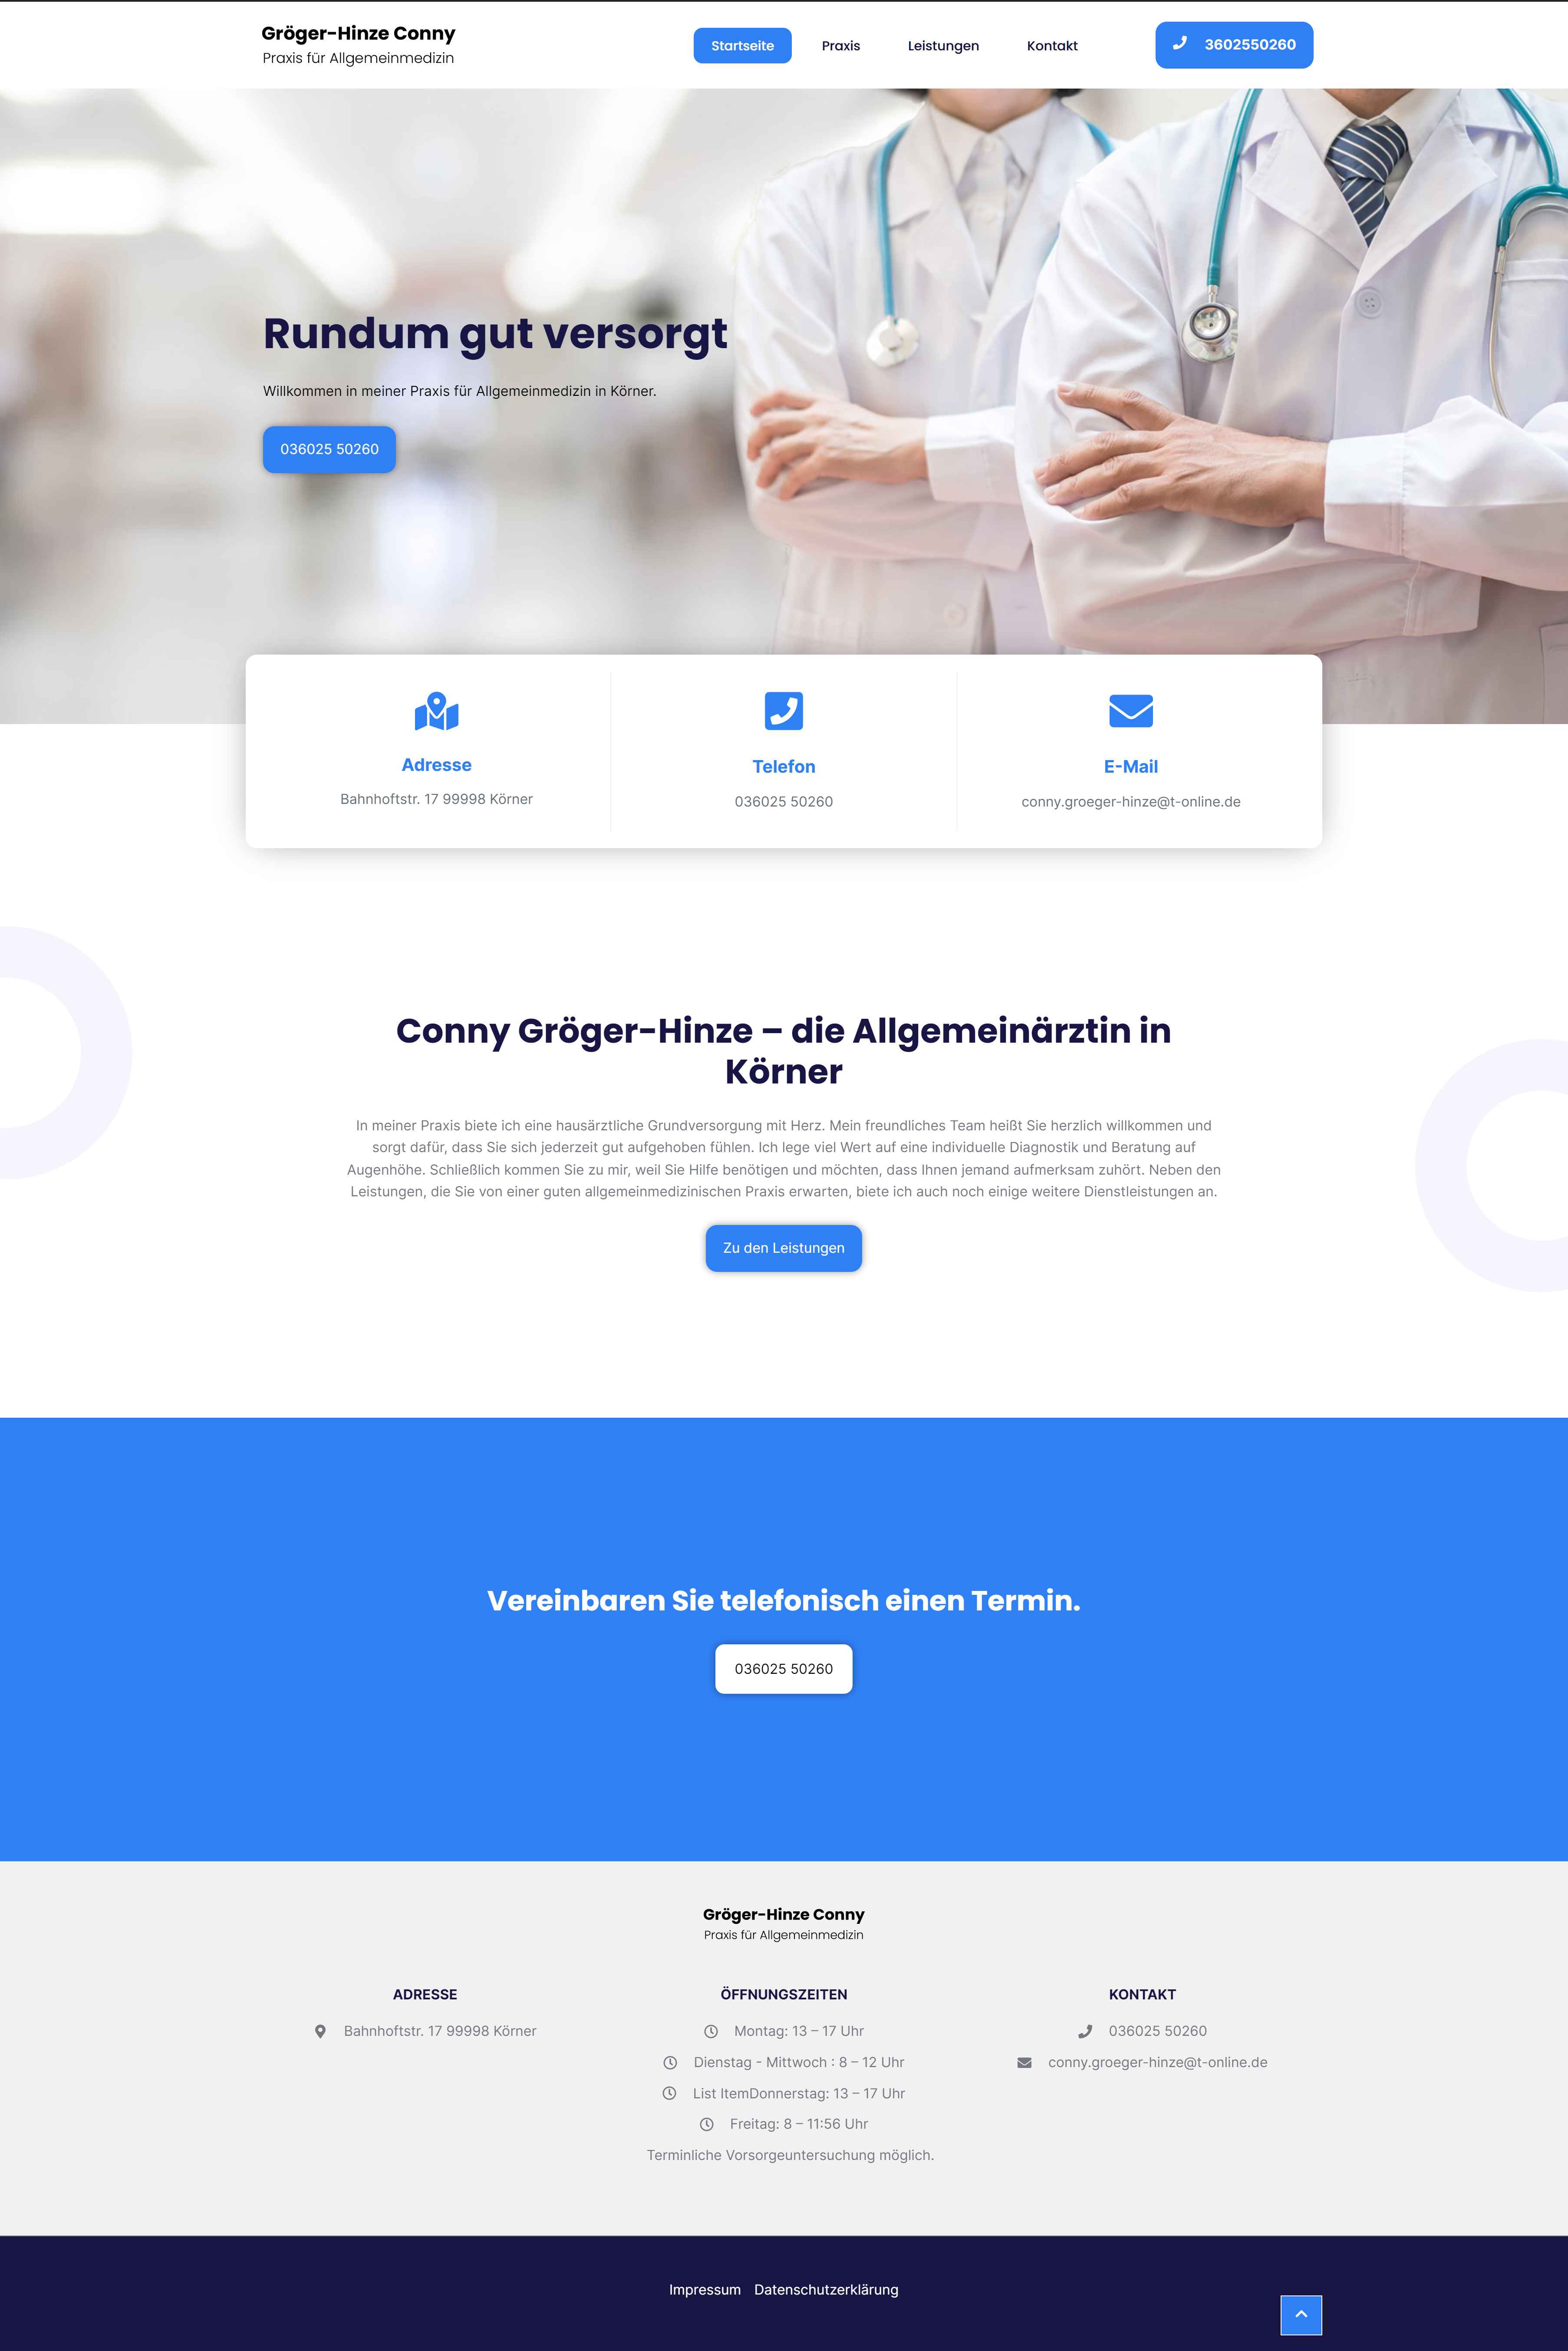 Gröger-Hinze Conny
Praxis für Allgemeinmedizin
Startseite
Praxis
Leistungen
Kontakt
3602550260
Rundum gut versorgt
Willkommen in meiner Praxis für Allgemeinmedizin in Körner.
036025 50260
Adresse
Bahnhoftstr. 17 99998 Körner
Telefon
036025 50260
E-Mail
conny.groeger-hinze@t-online.de
Conny Gröger-Hinze – die Allgemeinärztin in
Körner
In meiner Praxis biete ich eine hausärztliche Grundversorgung mit Herz. Mein freundliches Team heißt Sie herzlich willkommen und
sorgt dafür, dass Sie sich jederzeit gut aufgehoben fühlen. Ich lege viel Wert auf eine individuelle Diagnostik und Beratung auf
Augenhöhe. Schließlich kommen Sie zu mir, weil Sie Hilfe benötigen und möchten, dass Ihnen jemand aufmerksam zuhört. Neben den
Leistungen, die Sie von einer guten allgemeinmedizinischen Praxis erwarten, biete ich auch noch einige weitere Dienstleistungen an.
Zu den Leistungen
Vereinbaren Sie telefonisch einen Termin.
036025 50260
Gröger-Hinze Conny
Praxis für Allgemeinmedizin
ADRESSE
Bahnhoftstr. 17 99998 Körner
ÖFFNUNGSZEITEN
Montag: 13 – 17 Uhr
Dienstag - Mittwoch : 8 – 12 Uhr
List ItemDonnerstag: 13 – 17 Uhr
Freitag: 8 – 11:56 Uhr
Terminliche Vorsorgeuntersuchung möglich.
KONTAKT
036025 50260
conny.groeger-hinze@t-online.de
Impressum
Datenschutzerklärung